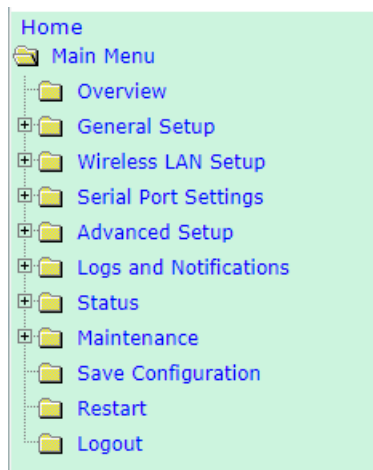 Home
Main Menu
Overview
General Setup
Wireless LAN Setup
Serial Port Settings
Advanced Setup
Logs and Notifications
Status
Maintenance
Save Configuration
Restart
Logout